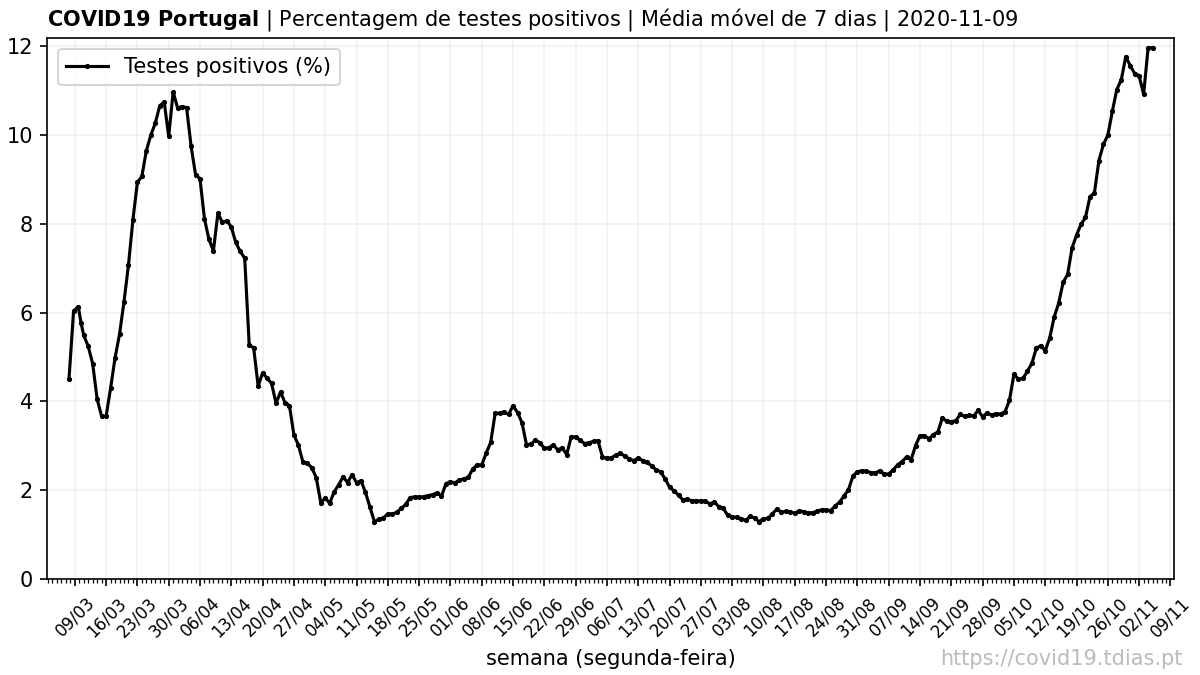 COVID19 Portugal | Percentagem de testes positivos | Média móvel de 7 dias | 2020-11-09
Testes positivos (%)
12
10
8
6
4
2
0
09/03 16/03 23/03 30/03 06/04 13/04 20/04 27/04 04/05 11/05 18/05 25/05 01/06 08/06 15/06 22/06 29/06 06/07 13/07 20/07 27/07 03/08 10/08 17/08 24/08 31/08 07/09 14/09 21/09 28/09 05/10 12/10 19/10 26/10 02/11 09/11
semana (segunda-feira)
https://covid19.tdias.pt